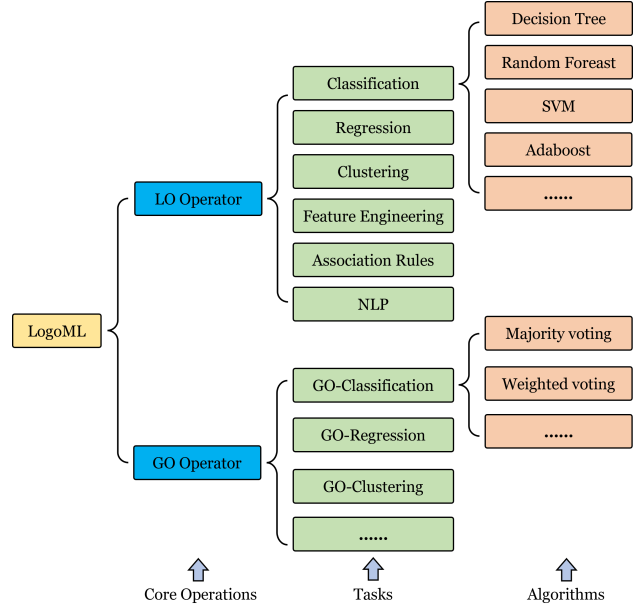 LogoML
LO Operator
Classification
Decision Tree
Random Foreast
SVM
Adaboost
......
Regression
Clustering
Feature Engineering
Association Rules
NLP
GO Operator
GO-Classification
Majority voting
Weighted voting
......
GO-Regression
GO-Clustering
......
Core Operations
Tasks
Algorithms